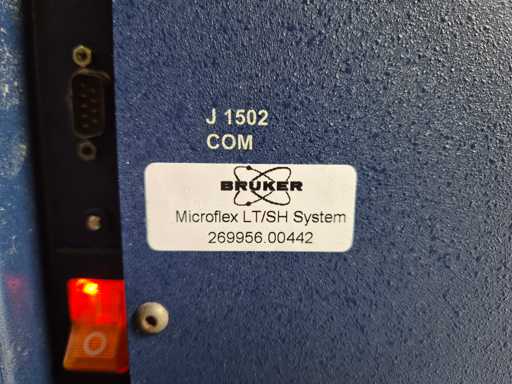 J 1502
COM
BRUKER
Microflex LT/SH System
269956.00442